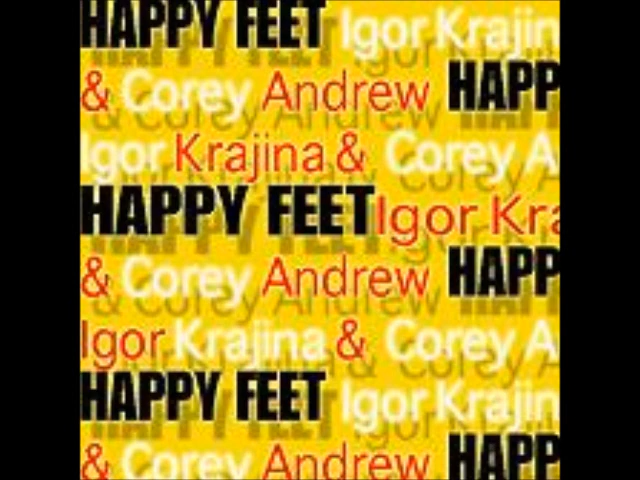 HAPPY FEET Igor Krajin
& Corey Andrew HAPP
Igor Krajina & Corey A
HAPPY FEET Igor Kra
& Corey Andrew HAPP
Igor Krajina & Corey A
HAPPY FEET Igor Krajin
& Corey Andrew HAPP